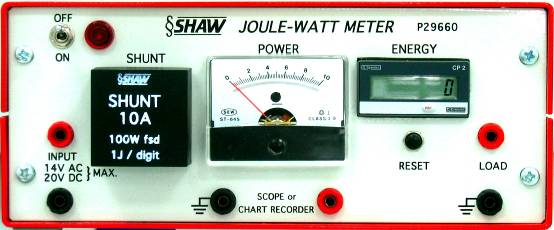 OFF
ON
§SHAW JOULE-WATT METER P29660
SHUNT
POWER
ENERGY
SHAW
SHUNT
10A
100W fsd
1J / digit
0 2 4 6 8 10
SEW
ST-645
CLASS 2.0
CP 2
0
INPUT
14V AC
20V DC } MAX.
RESET
LOAD
SCOPE or
CHART RECORDER